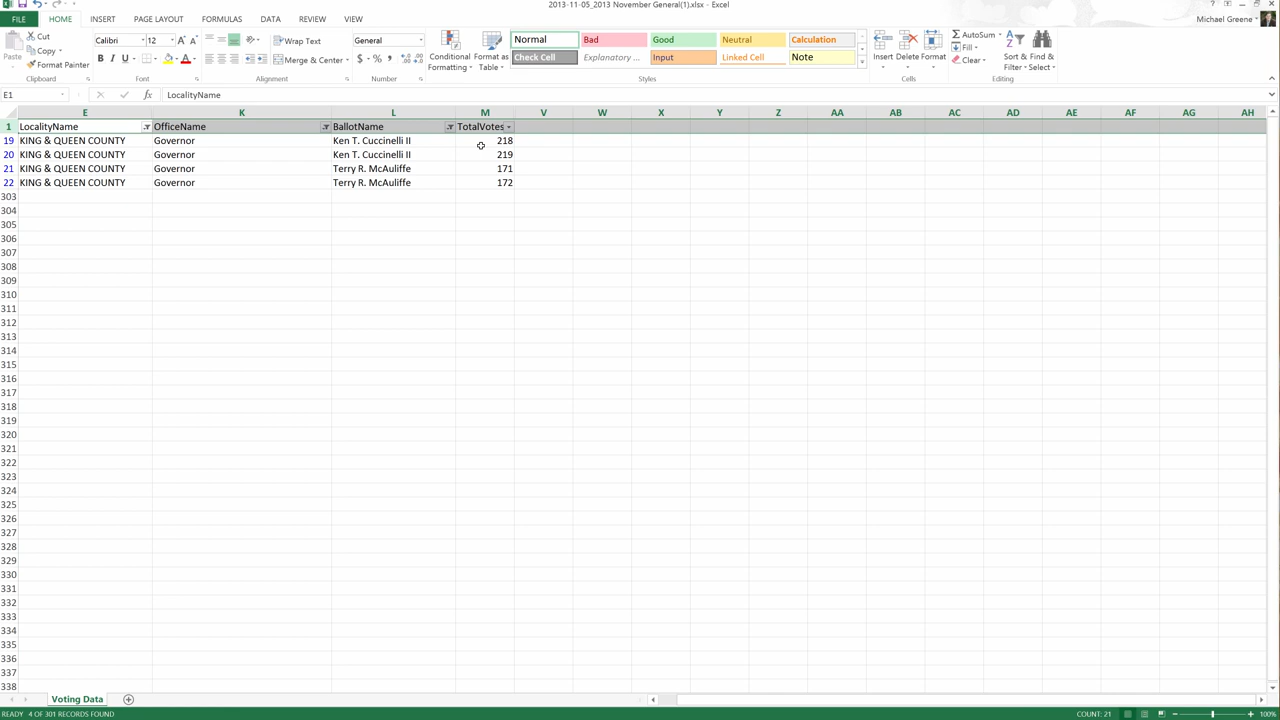 2013-11-05_2013 November General(1).xlsx - Excel
FILE HOME INSERT PAGE LAYOUT FORMULAS DATA REVIEW VIEW Michael Greene
Paste Cut Copy Format Painter Clipboard
Calibri 12 B I U A A A Font
Wrap Text Merge & Center Alignment
General $ % , Number
Conditional Formatting Format as Table
Normal Bad Good Neutral Calculation
Check Cell Explanatory ... Input Linked Cell Note
Styles
Insert Delete Format Cells
AutoSum Fill Clear Sort & Filter Find & Select Editing
E1 fx LocalityName
E K L M V W X Y Z AA AB AC AD AE AF AG AH
1 LocalityName OfficeName BallotName TotalVotes
19 KING & QUEEN COUNTY Governor Ken T. Cuccinelli II 218
20 KING & QUEEN COUNTY Governor Ken T. Cuccinelli II 219
21 KING & QUEEN COUNTY Governor Terry R. McAuliffe 171
22 KING & QUEEN COUNTY Governor Terry R. McAuliffe 172
303
304
305
306
307
308
309
310
311
312
313
314
315
316
317
318
319
320
321
322
323
324
325
326
327
328
329
330
331
332
333
334
335
336
337
338
Voting Data
READY 4 OF 301 RECORDS FOUND COUNT: 21 100%